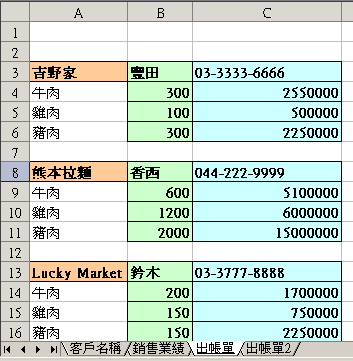 A B C
1
2
3 吉野家 豐田 03-3333-6666
4 牛肉 300 2550000
5 雞肉 100 500000
6 豬肉 300 2250000
7
8 熊本拉麵 香西 044-222-9999
9 牛肉 600 5100000
10 雞肉 1200 6000000
11 豬肉 2000 15000000
12
13 Lucky Market 鈴木 03-3777-8888
14 牛肉 200 1700000
15 雞肉 150 750000
16 豬肉 150 2250000
客戶名稱 銷售業績 出帳單 出帳單2